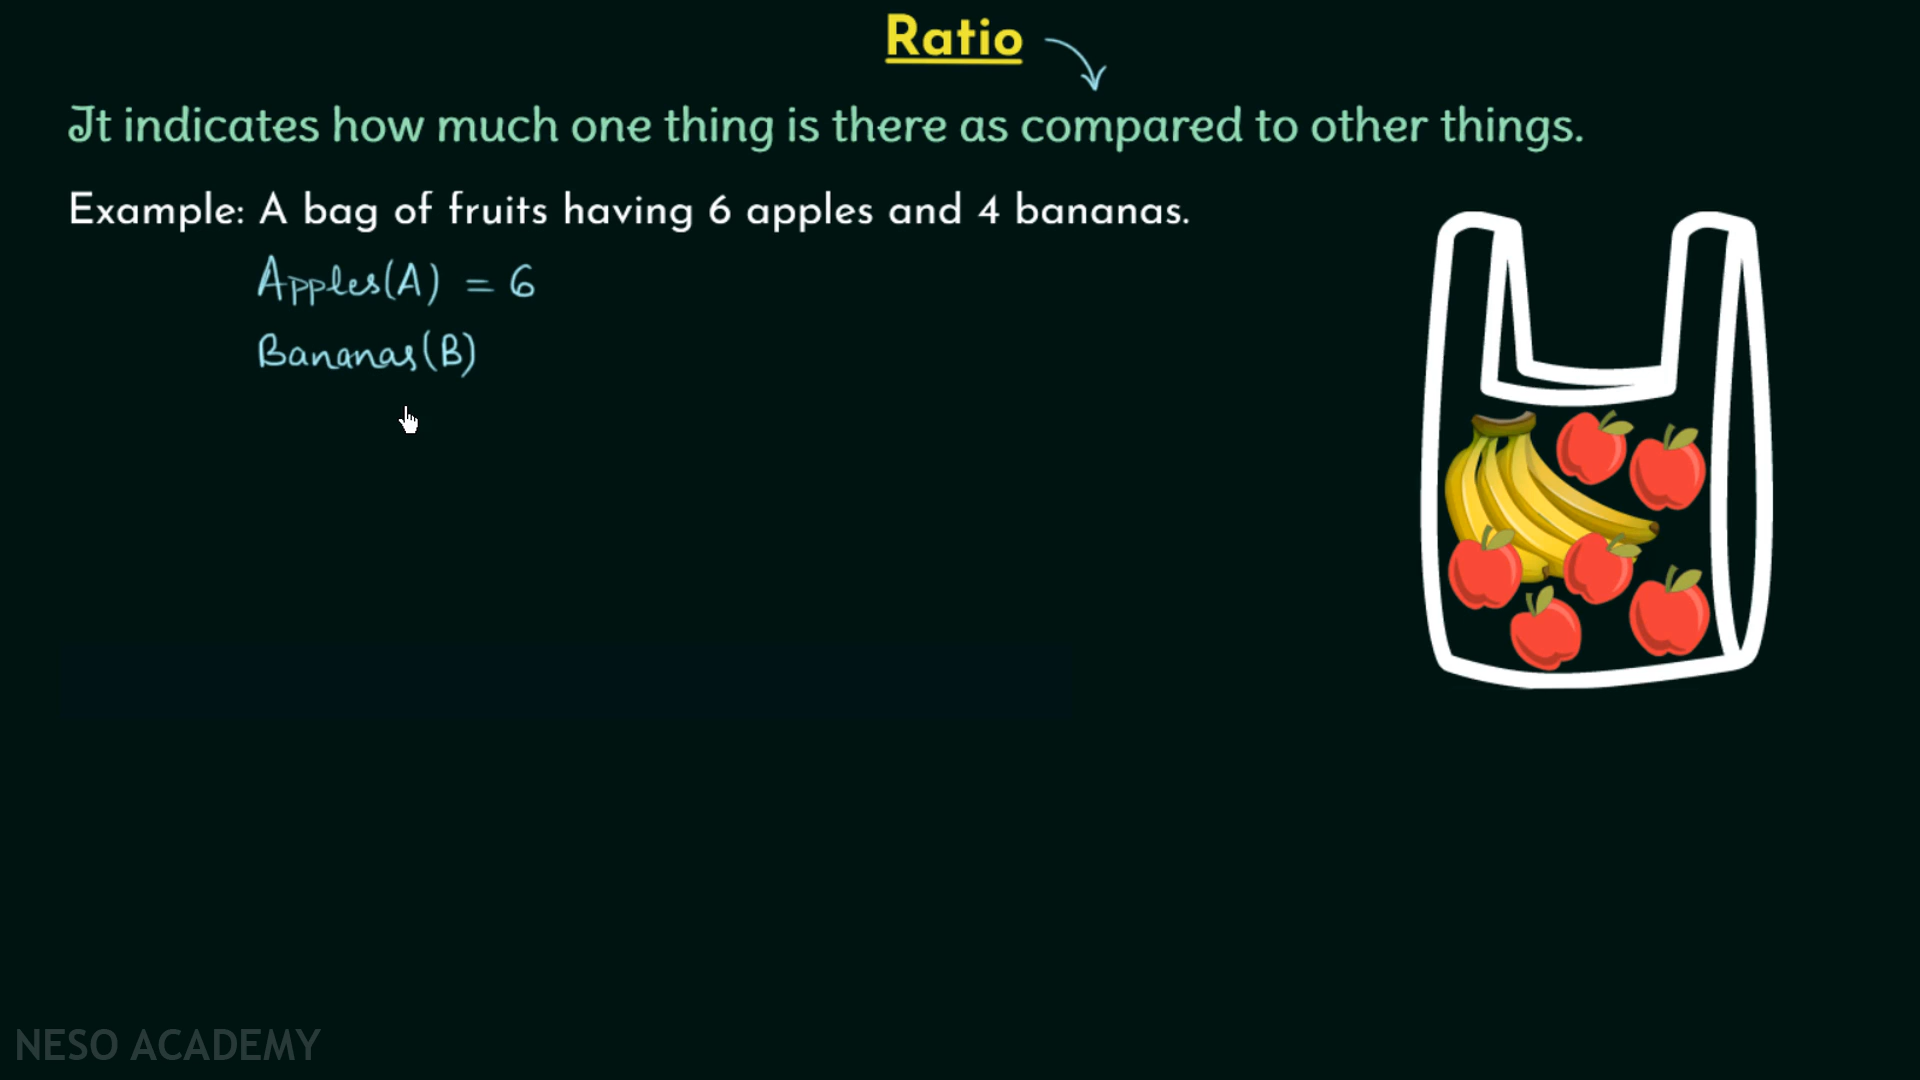 Ratio
It indicates how much one thing is there as compared to other things.
Example: A bag of fruits having 6 apples and 4 bananas.
Apples(A) = 6
Bananas(B)
NESO ACADEMY